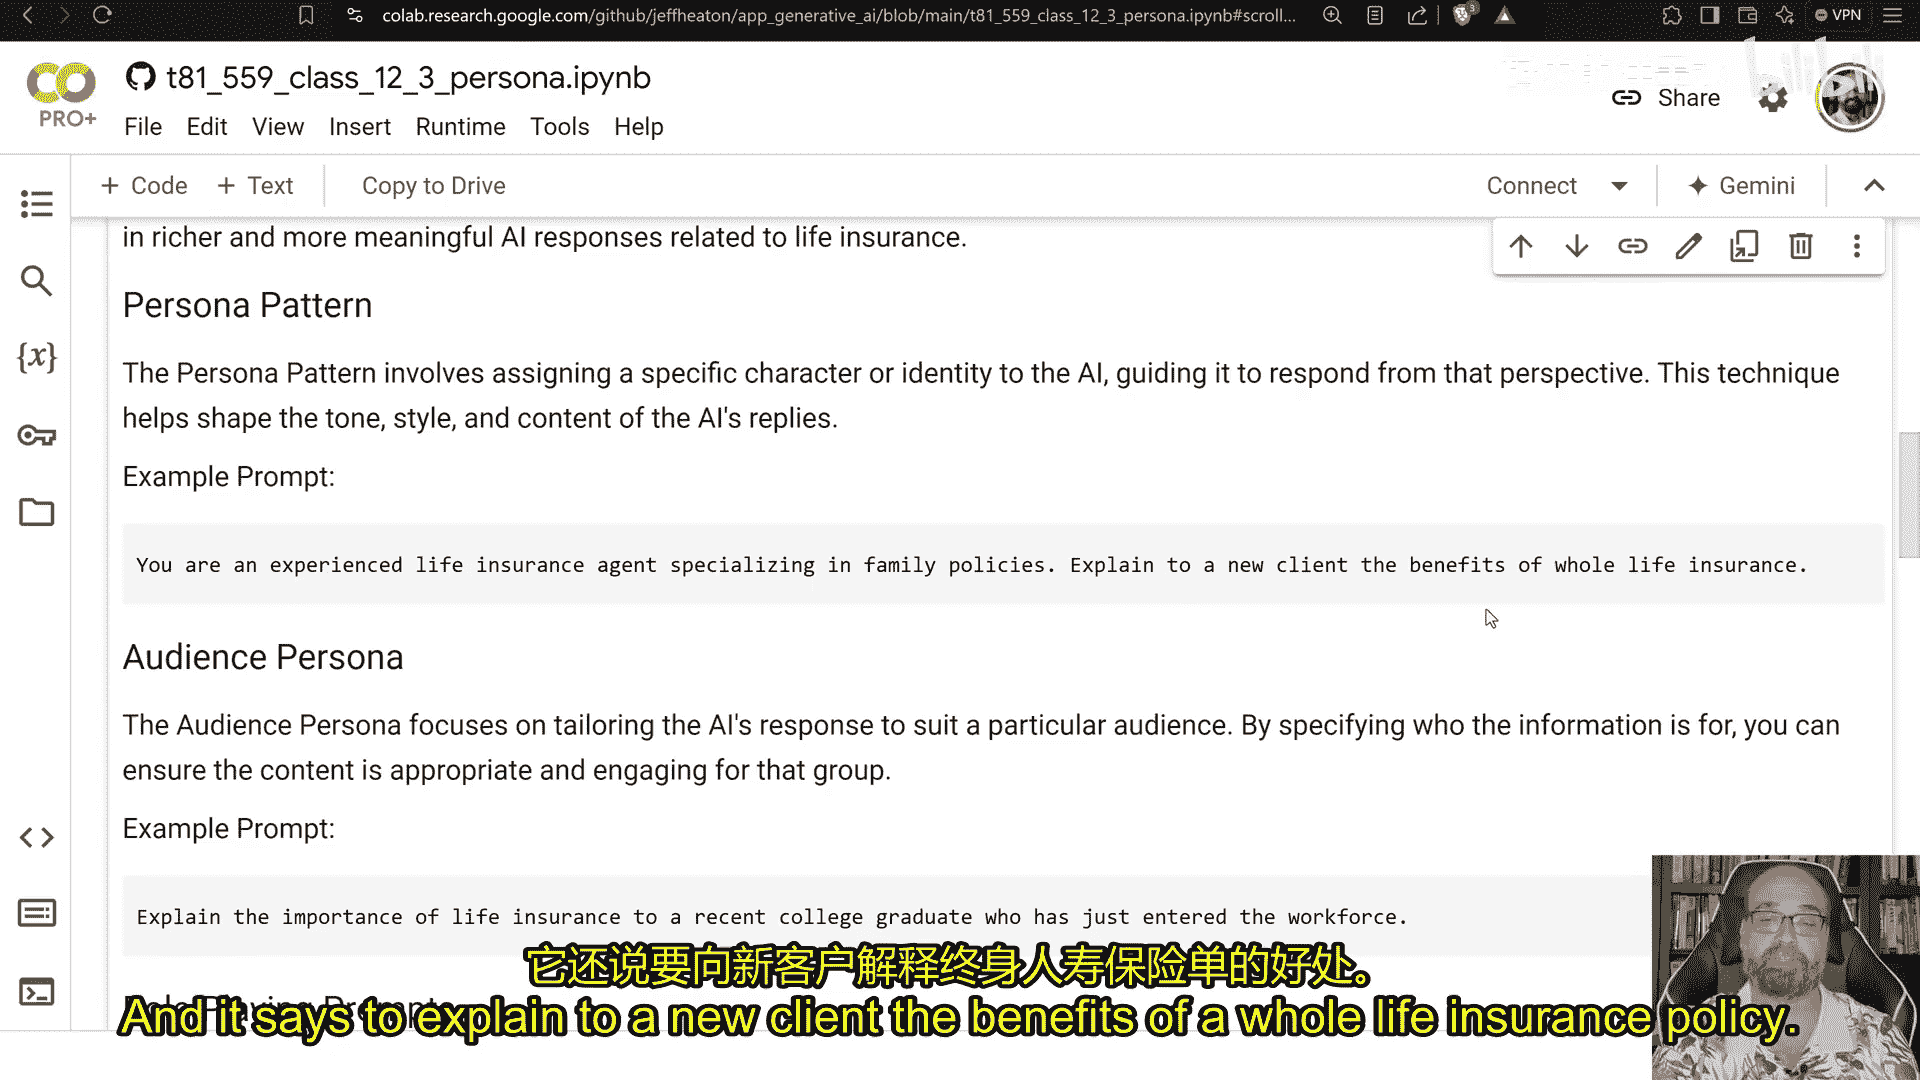 colab.research.google.com/github/jeffheaton/app_generative_ai/blob/main/t81_559_class_12_3_persona.ipynb#scroll...
3
VPN
t81_559_class_12_3_persona.ipynb
PRO+
File Edit View Insert Runtime Tools Help
Share
+ Code + Text Copy to Drive
Connect
Gemini
in richer and more meaningful AI responses related to life insurance.
Persona Pattern
The Persona Pattern involves assigning a specific character or identity to the AI, guiding it to respond from that perspective. This technique
helps shape the tone, style, and content of the AI's replies.
Example Prompt:
You are an experienced life insurance agent specializing in family policies. Explain to a new client the benefits of whole life insurance.
Audience Persona
The Audience Persona focuses on tailoring the AI's response to suit a particular audience. By specifying who the information is for, you can
ensure the content is appropriate and engaging for that group.
Example Prompt:
Explain the importance of life insurance to a recent college graduate who has just entered the workforce.
它还说要向新客户解释终身人寿保险单的好处。
And it says to explain to a new client the benefits of a whole life insurance policy.